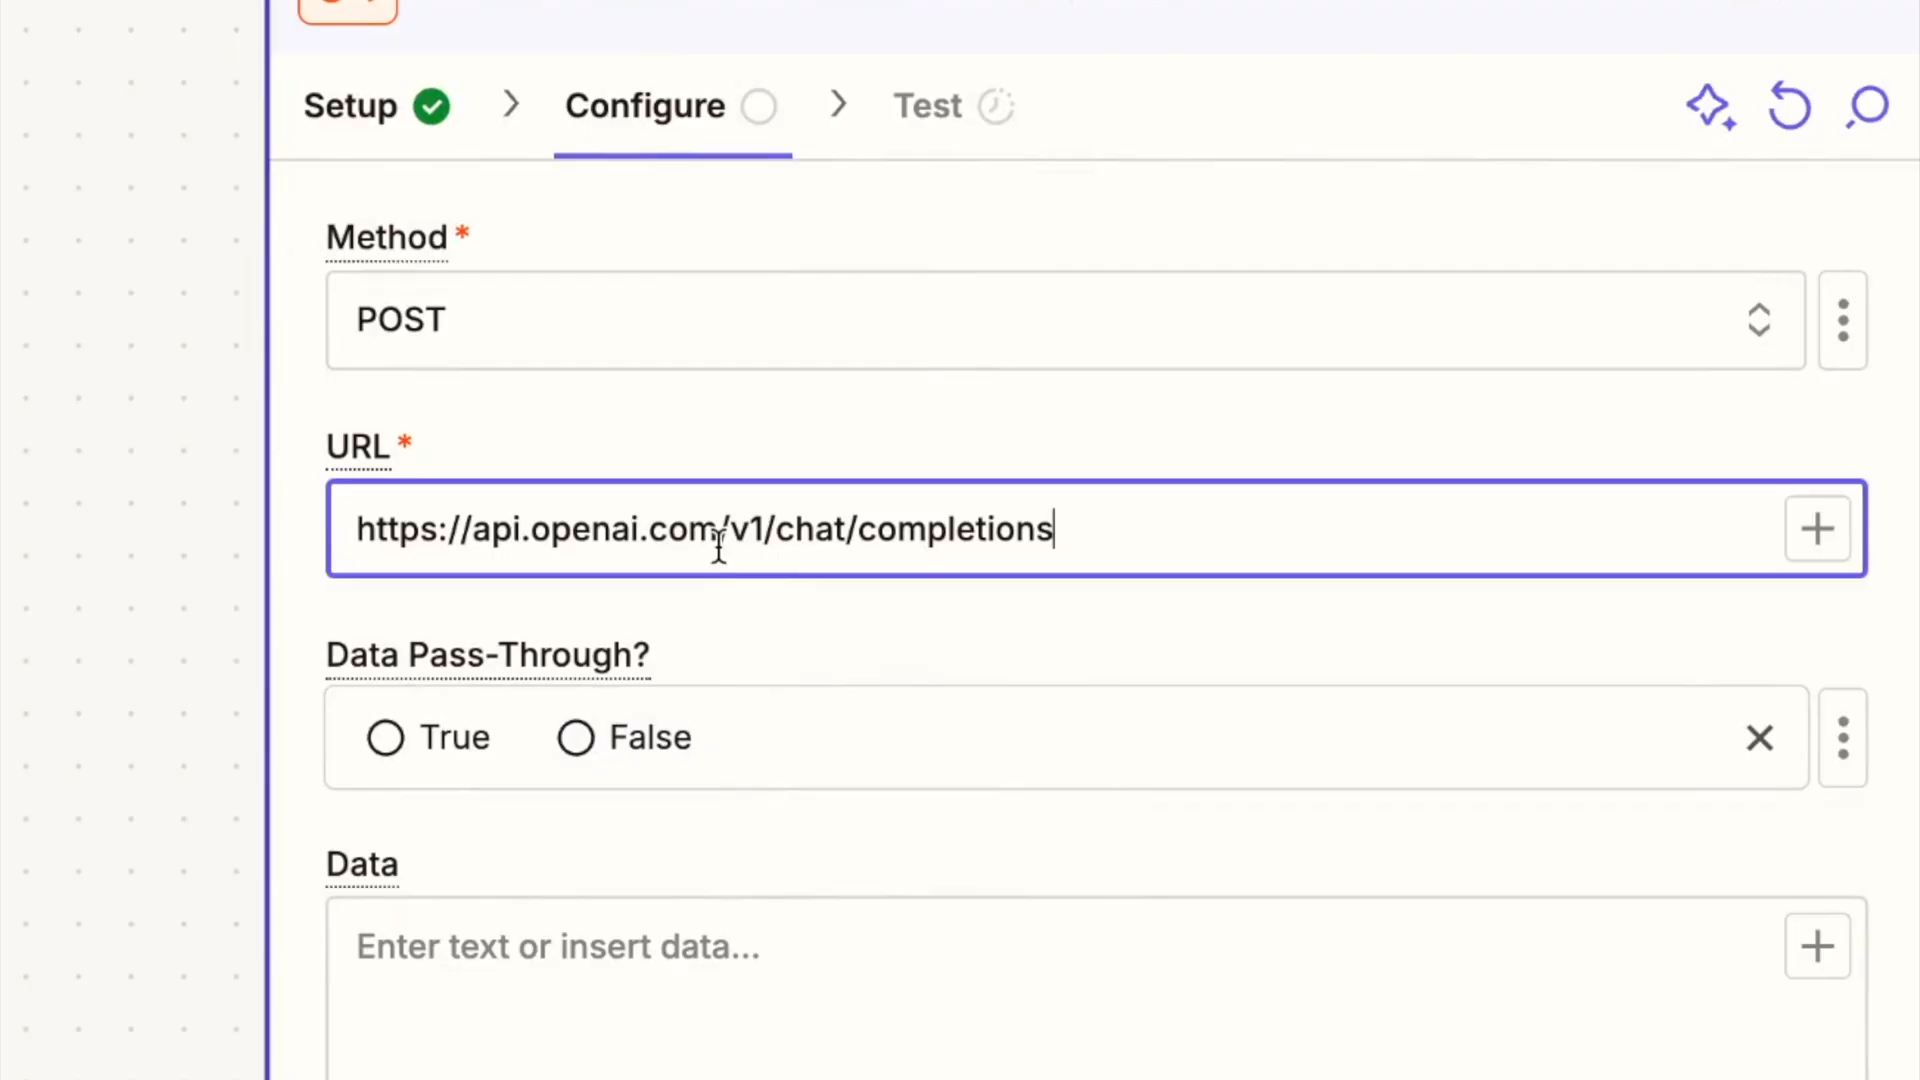 Setup Configure Test
Method *
POST
URL *
https://api.openai.com/v1/chat/completions
Data Pass-Through?
True False
Data
Enter text or insert data...